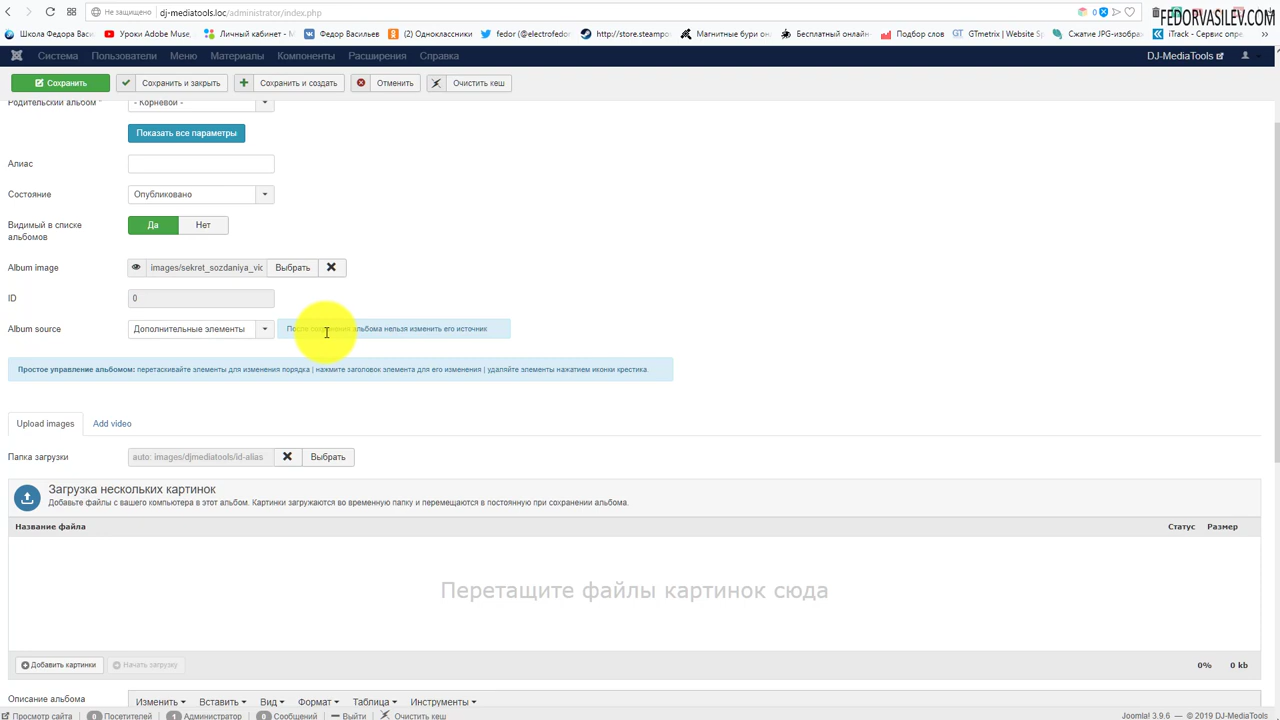 Не защищено dj-mediatools.loc/administrator/index.php 0
FEDORVASILEV.COM
Школа Федора Васи Уроки Adobe Muse, Личный кабинет - М Федор Васильев (2) Одноклассники fedor (@electrofedo http://store.steampo Магнитные бури онл Бесплатный онлайн Подбор слов GTmetrix | Website S Сжатие JPG-изобра iTrack - Сервис опре
Система Пользователи Меню Материалы Компоненты Расширения Справка DJ-MediaTools
Сохранить Сохранить и закрыть Сохранить и создать Отменить Очистить кеш
Родительский альбом * - Корневой -
Показать все параметры
Алиас
Состояние Опубликовано
Видимый в списке альбомов Да Нет
Album image images/sekret_sozdaniya_vic Выбрать
ID 0
Album source Дополнительные элементы После сохранения альбома нельзя изменить его источник
Простое управление альбомом: перетаскивайте элементы для изменения порядка | нажмите заголовок элемента для его изменения | удаляйте элементы нажатием иконки крестика.
Upload images Add video
Папка загрузки auto: images/djmediatools/id-alias Выбрать
Загрузка нескольких картинок
Добавьте файлы с вашего компьютера в этот альбом. Картинки загружаются во временную папку и перемещаются в постоянную при сохранении альбома.
Название файла Статус Размер
Перетащите файлы картинок сюда
Добавить картинки Начать загрузку 0% 0 kb
Описание альбома Изменить Вставить Вид Формат Таблица Инструменты
Просмотр сайта 0 Посетителей 1 Администратор 0 Сообщений Выйти Очистить кеш Joomla! 3.9.6 — © 2019 DJ-MediaTools